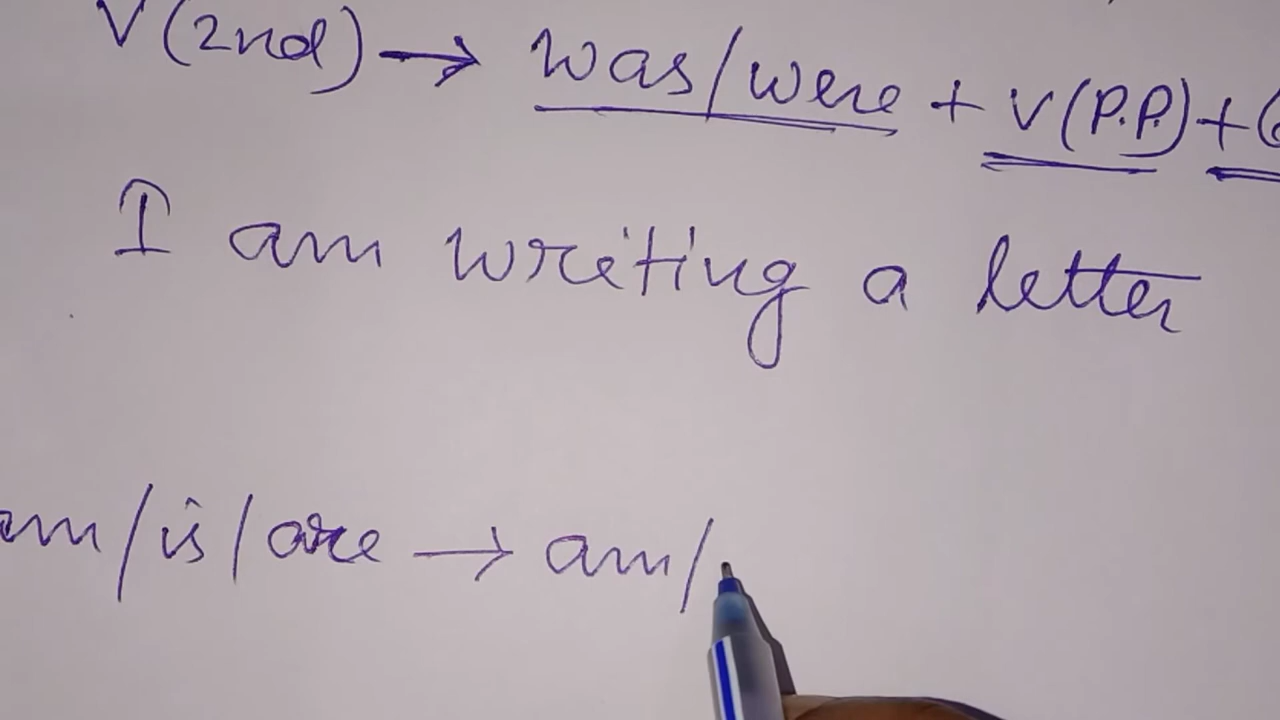 V(2nd) → was/were + V(P.P.) + (
I am writing a letter
am/is/are → am/